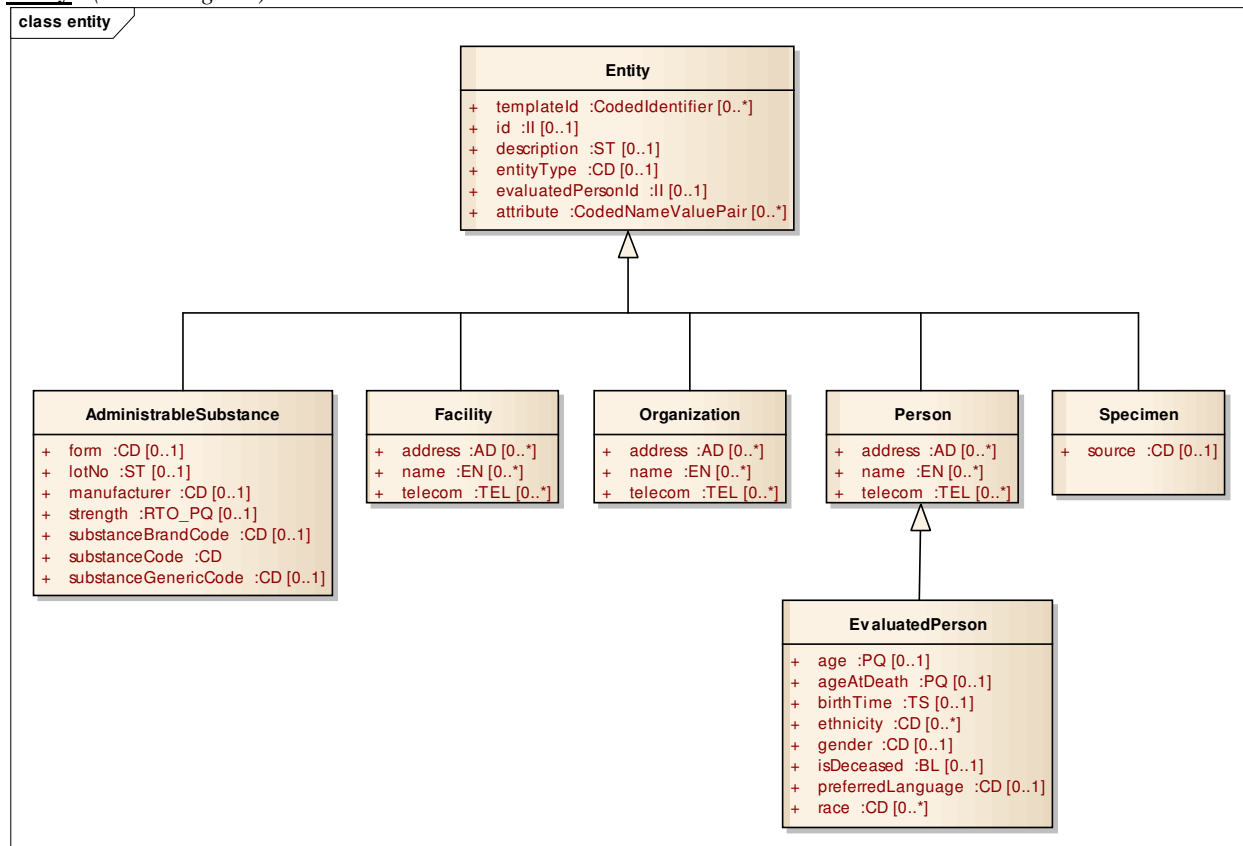 class entity
Entity
+ templateId :CodedIdentifier [0..*]
+ id :II [0..1]
+ description :ST [0..1]
+ entityType :CD [0..1]
+ evaluatedPersonId :II [0..1]
+ attribute :CodedNameValuePair [0..*]
AdministrableSubstance
+ form :CD [0..1]
+ lotNo :ST [0..1]
+ manufacturer :CD [0..1]
+ strength :RTO_PQ [0..1]
+ substanceBrandCode :CD [0..1]
+ substanceCode :CD
+ substanceGenericCode :CD [0..1]
Facility
+ address :AD [0..*]
+ name :EN [0..*]
+ telecom :TEL [0..*]
Organization
+ address :AD [0..*]
+ name :EN [0..*]
+ telecom :TEL [0..*]
Person
+ address :AD [0..*]
+ name :EN [0..*]
+ telecom :TEL [0..*]
Specimen
+ source :CD [0..1]
EvaluatedPerson
+ age :PQ [0..1]
+ ageAtDeath :PQ [0..1]
+ birthTime :TS [0..1]
+ ethnicity :CD [0..*]
+ gender :CD [0..1]
+ isDeceased :BL [0..1]
+ preferredLanguage :CD [0..1]
+ race :CD [0..*]